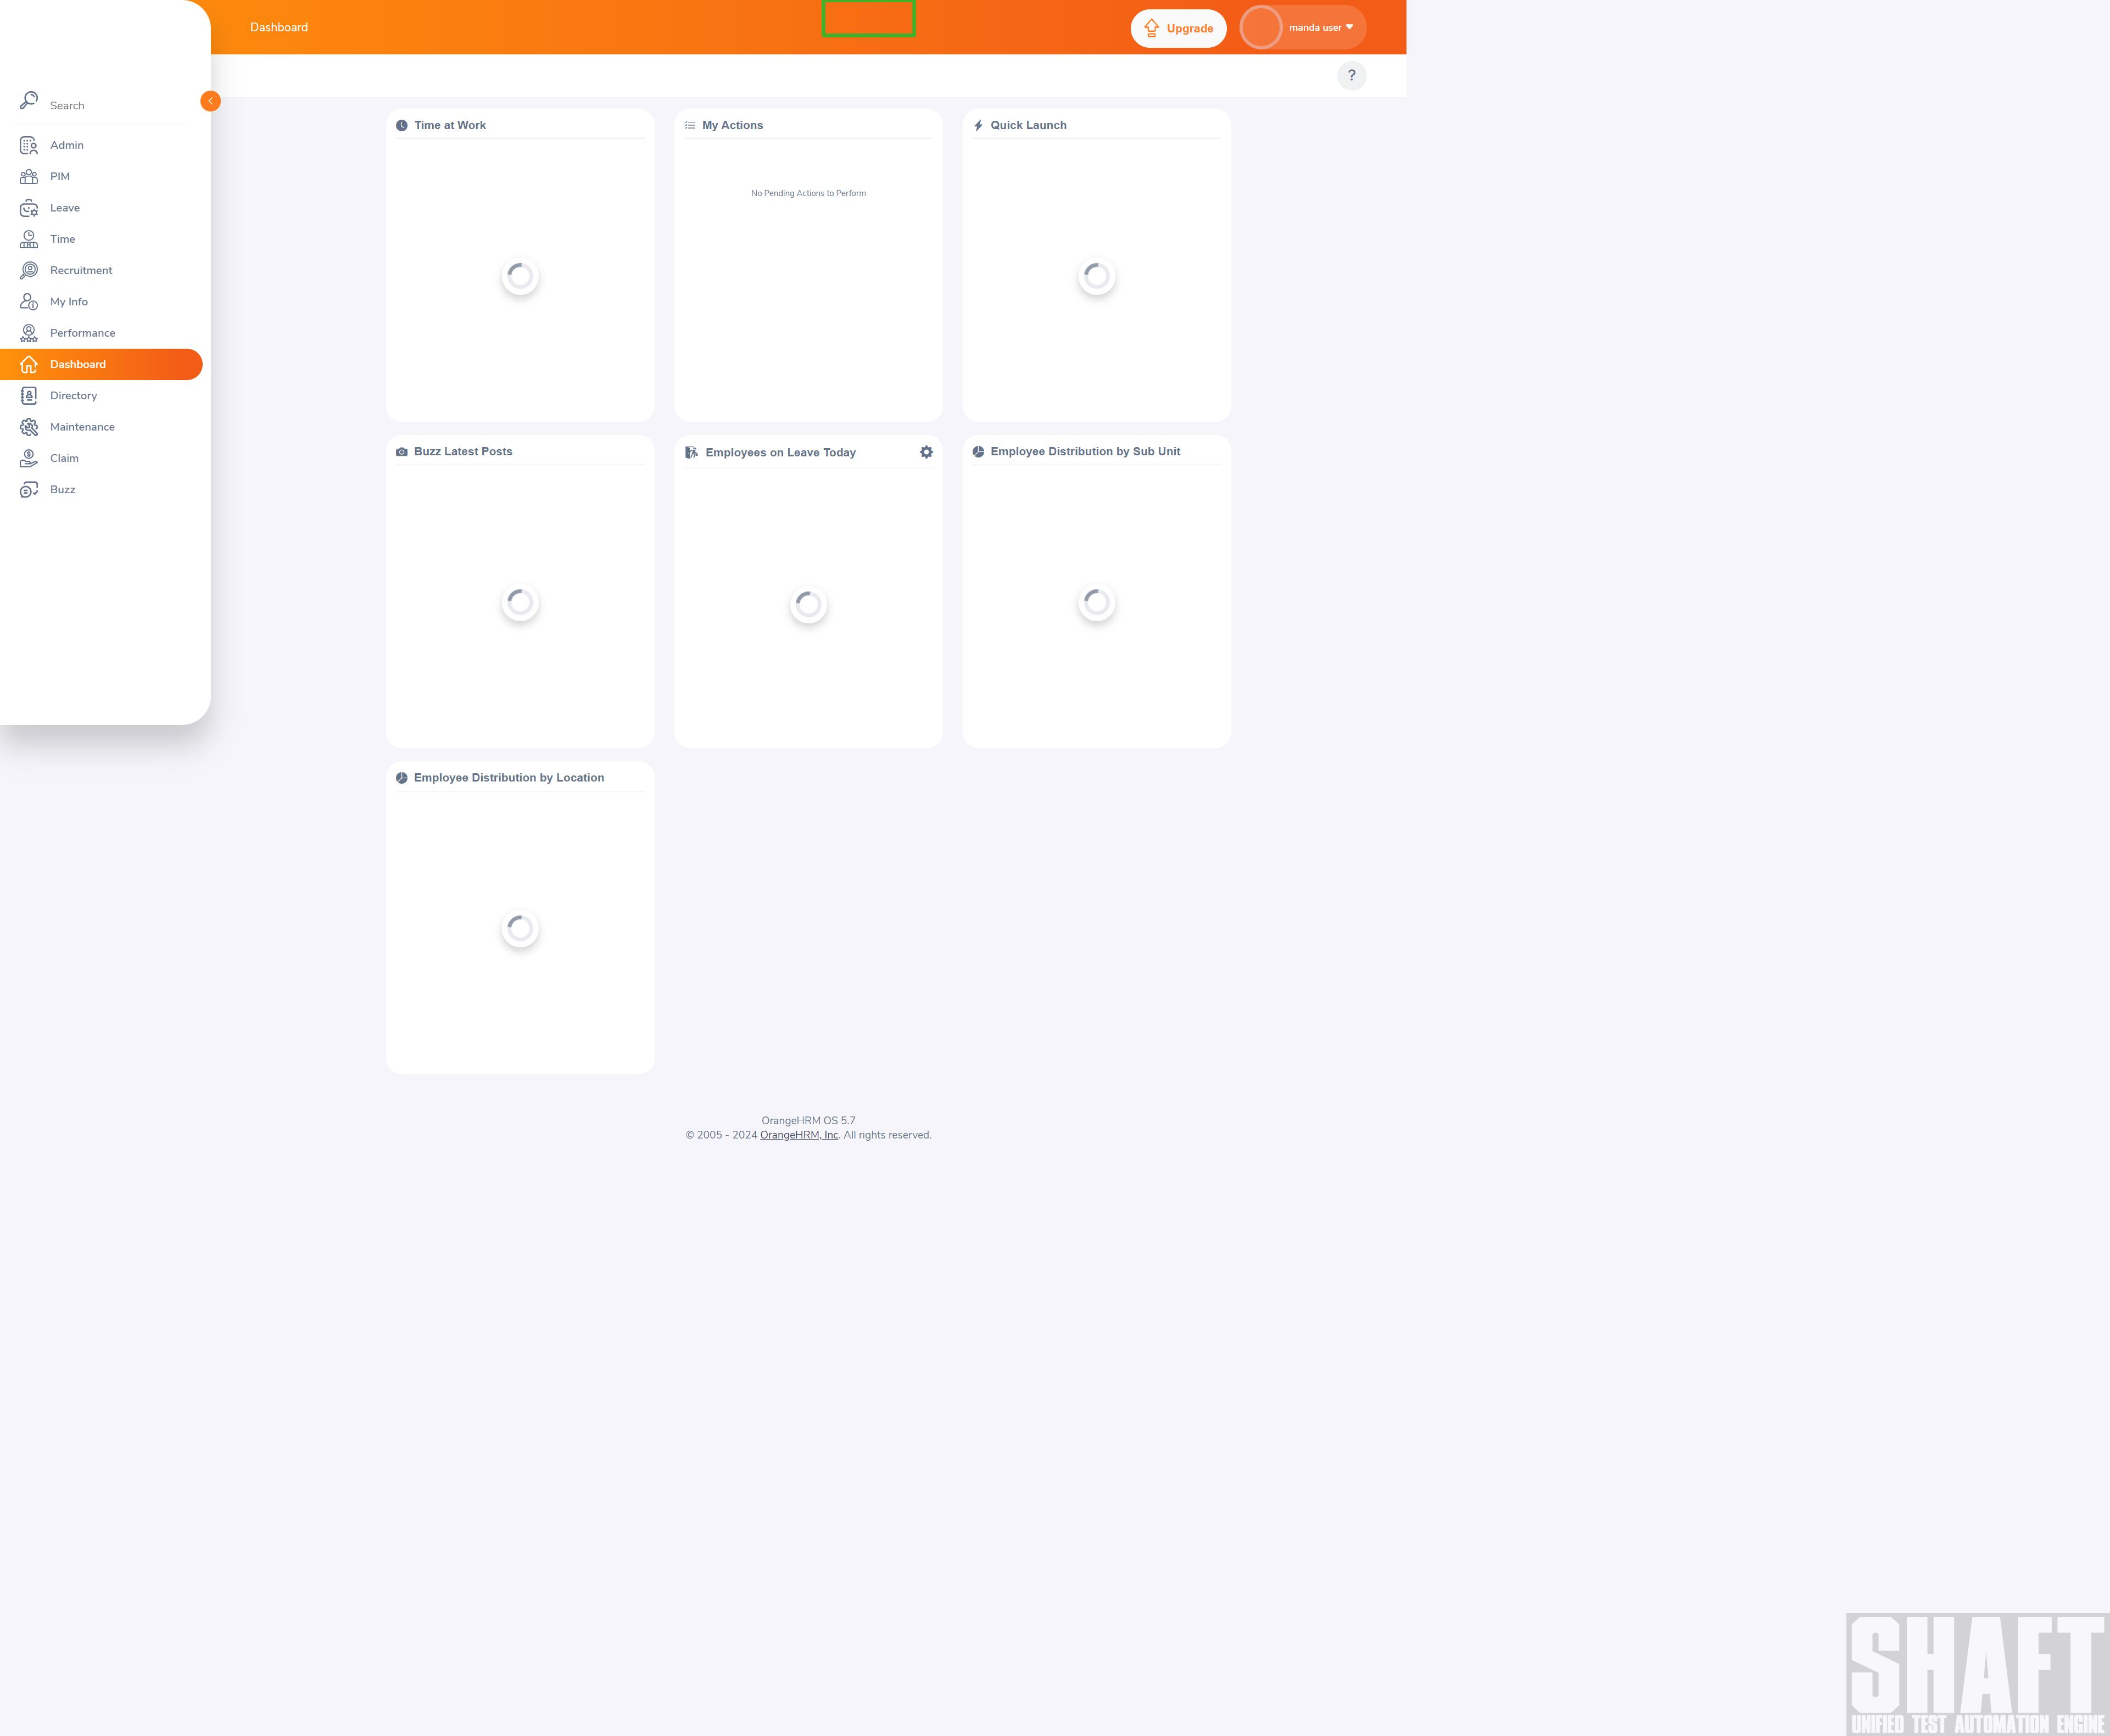 Dashboard
Upgrade
manda user
?
Search
Admin
PIM
Leave
Time
Recruitment
My Info
Performance
Dashboard
Directory
Maintenance
Claim
Buzz
Time at Work
My Actions
No Pending Actions to Perform
Quick Launch
Buzz Latest Posts
Employees on Leave Today
Employee Distribution by Sub Unit
Employee Distribution by Location
OrangeHRM OS 5.7
© 2005 - 2024 OrangeHRM, Inc. All rights reserved.
SHAFT
UNIFIED TEST AUTOMATION ENGINE